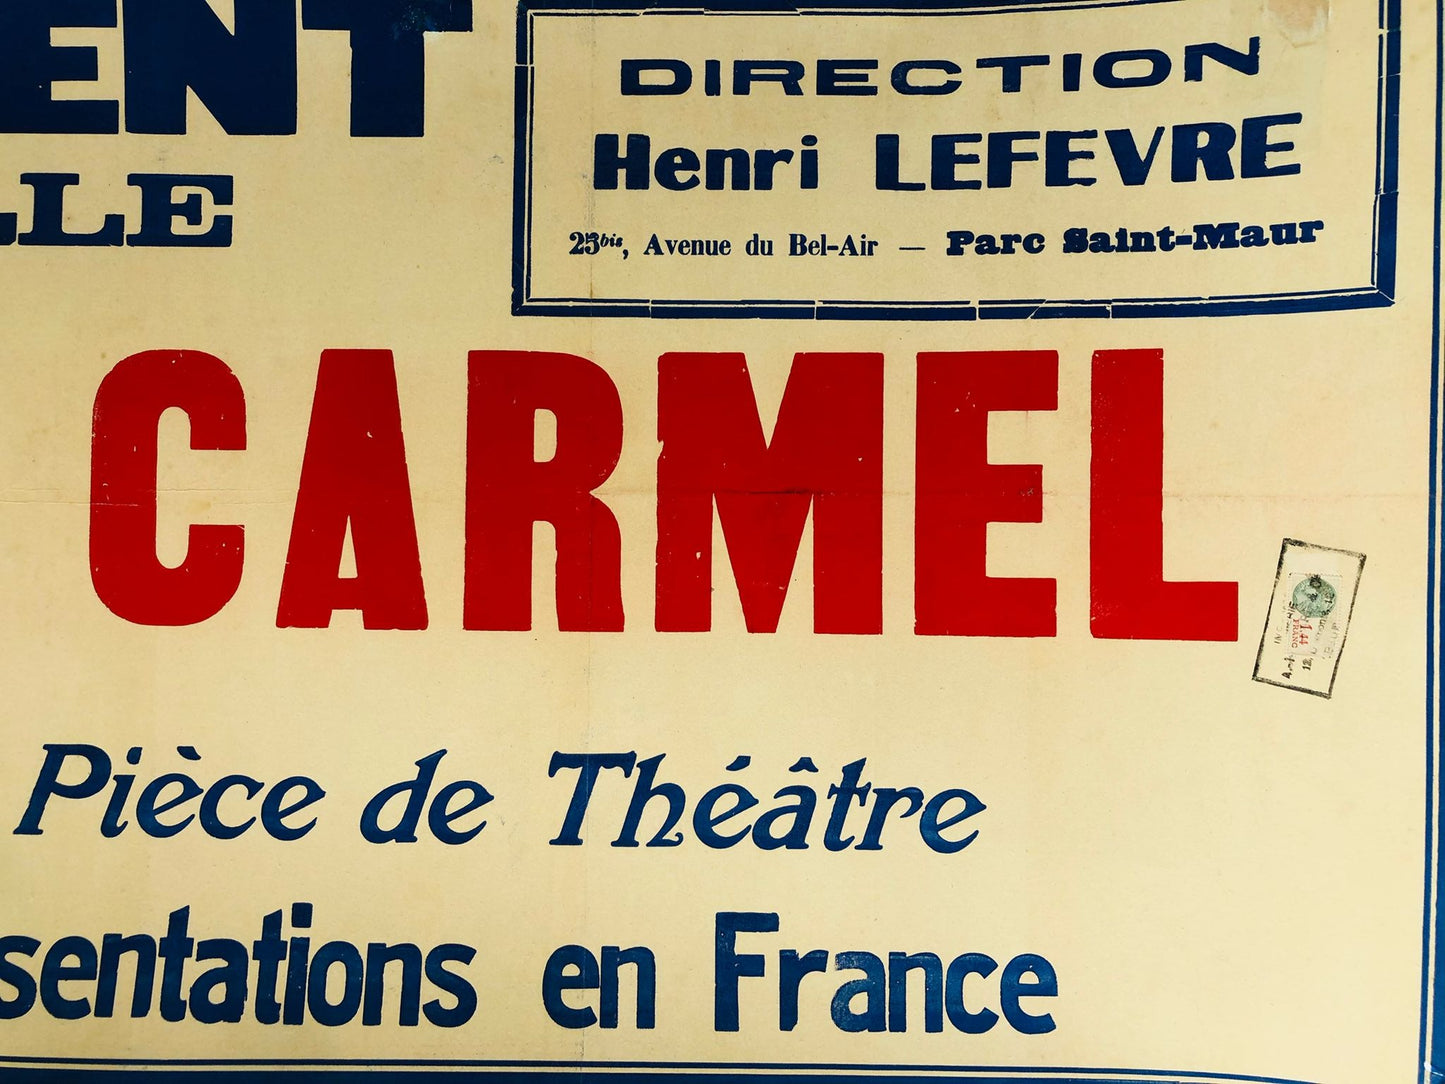 ENT
LLE
DIRECTION
Henri LEFEVRE
25bis, Avenue du Bel-Air — Parc Saint-Maur
CARMEL
Pièce de Théâtre
sentations en France